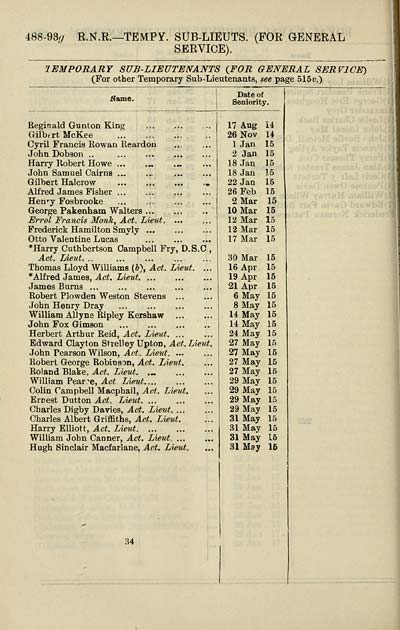 488-93g R.N.R.—TEMPY. SUB-LIEUTS. (FOR GENERAL
SERVICE).
TEMPORARY SUB-LIEUTENANTS (FOR GENERAL SERVICE)
(For other Temporary Sub-Lieutenants, see page 515v.)
Name. Date of Seniority.
Reginald Gunton King ... ... ... 17 Aug 14
Gilbert McKee ... ... ... ... 26 Nov 14
Cyril Francis Rowan Reardon ... ... 1 Jan 15
John Dobson ... ... ... ... ... 2 Jan 15
Harry Robert Howe ... ... ... ... 18 Jan 15
John Samuel Cairns ... ... ... ... 18 Jan 15
Gilbert Halcrow ... ... ... ... 22 Jan 15
Alfred James Fisher ... ... ... ... 26 Feb 15
Henry Fosbrooke ... ... ... ... 2 Mar 15
George Pakenham Walters ... ... ... 10 Mar 15
Errol Francis Monk, Act. Lieut. ... ... 12 Mar 15
Frederick Hamilton Smyly ... ... ... 12 Mar 15
Otto Valentine Lucas ... ... ... 17 Mar 15
*Harry Cuthbertson Campbell Fry, D.S.C.,
Act. Lieut. ... ... ... ... ... 30 Mar 15
Thomas Lloyd Williams (b), Act. Lieut. ... 16 Apr 15
*Alfred James, Act. Lieut. ... ... ... 19 Apr 15
James Burns ... ... ... ... ... 21 Apr 15
Robert Plowden Weston Stevens ... ... 6 May 15
John Henry Dray ... ... ... ... 8 May 15
William Allyne Ripley Kershaw ... ... 14 May 15
John Fox Gimson ... ... ... ... 14 May 15
Herbert Arthur Reid, Act. Lieut. ... ... 24 May 15
Edward Clayton Strelley Upton, Act. Lieut. 27 May 15
John Pearson Wilson, Act. Lieut. ... ... 27 May 15
Robert George Robinson, Act. Lieut. ... 27 May 15
Roland Blake, Act. Lieut. ... ... ... 27 May 15
William Pearce, Act. Lieut. ... ... ... 29 May 15
Colin Campbell Macphail, Act. Lieut. ... 29 May 15
Ernest Dutton Act. Lieut. ... ... ... 29 May 15
Charles Digby Davies, Act. Lieut. ... ... 29 May 15
Charles Albert Griffiths, Act. Lieut. ... 31 May 15
Harry Elliott, Act. Lieut. ... ... ... 31 May 15
William John Canner, Act. Lieut. ... ... 31 May 15
Hugh Sinclair Macfarlane, Act. Lieut. ... 31 May 15
34